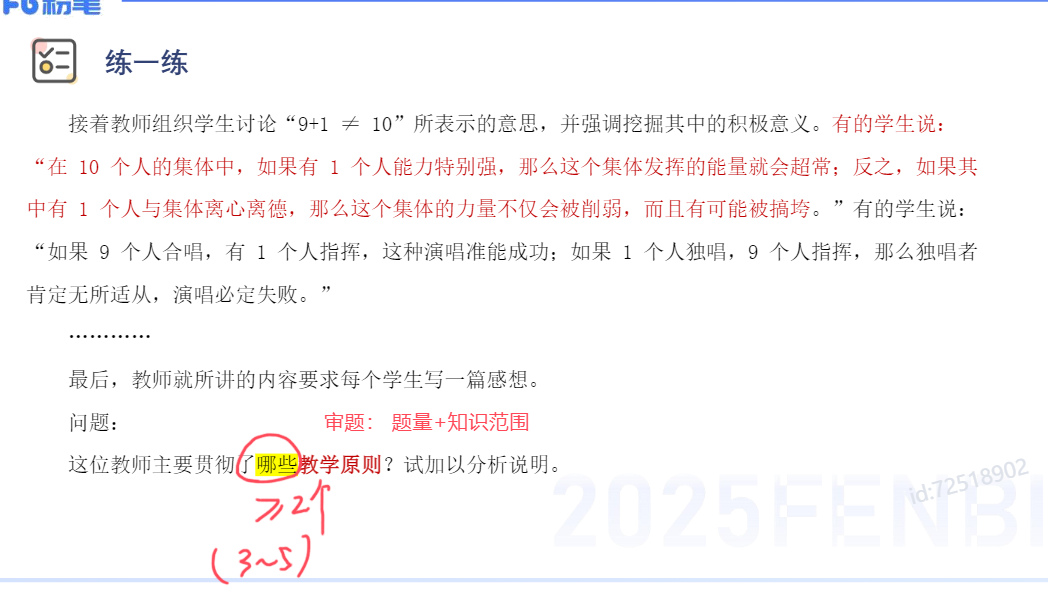 FG粉笔
练一练
接着教师组织学生讨论“9+1 ≠ 10”所表示的意思，并强调挖掘其中的积极意义。有的学生说：
“在 10 个人的集体中，如果有 1 个人能力特别强，那么这个集体发挥的能量就会超常；反之，如果其
中有 1 个人与集体离心离德，那么这个集体的力量不仅会被削弱，而且有可能被搞垮。”有的学生说：
“如果 9 个人合唱，有 1 个人指挥，这种演唱准能成功；如果 1 个人独唱，9 个人指挥，那么独唱者
肯定无所适从，演唱必定失败。”
…………
最后，教师就所讲的内容要求每个学生写一篇感想。
问题： 审题： 题量+知识范围
这位教师主要贯彻了哪些教学原则？试加以分析说明。
≥2个
(3~5)
id:72518902
2025FENBI